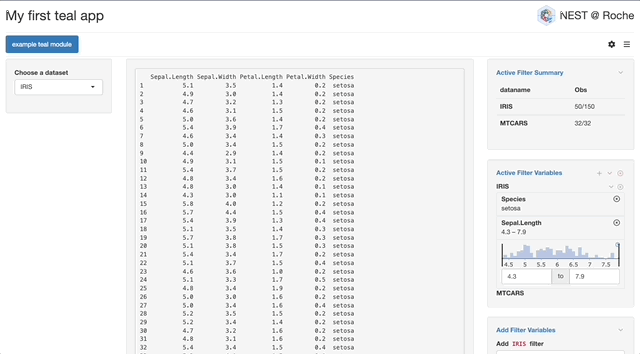 My first teal app
NEST @ Roche
example teal module
Choose a dataset
IRIS
Sepal.Length Sepal.Width Petal.Length Petal.Width Species
1 5.1 3.5 1.4 0.2 setosa
2 4.9 3.0 1.4 0.2 setosa
3 4.7 3.2 1.3 0.2 setosa
4 4.6 3.1 1.5 0.2 setosa
5 5.0 3.6 1.4 0.2 setosa
6 5.4 3.9 1.7 0.4 setosa
7 4.6 3.4 1.4 0.3 setosa
8 5.0 3.4 1.5 0.2 setosa
9 4.4 2.9 1.4 0.2 setosa
10 4.9 3.1 1.5 0.1 setosa
11 5.4 3.7 1.5 0.2 setosa
12 4.8 3.4 1.6 0.2 setosa
13 4.8 3.0 1.4 0.1 setosa
14 4.3 3.0 1.1 0.1 setosa
15 5.8 4.0 1.2 0.2 setosa
16 5.7 4.4 1.5 0.4 setosa
17 5.4 3.9 1.3 0.4 setosa
18 5.1 3.5 1.4 0.3 setosa
19 5.7 3.8 1.7 0.3 setosa
20 5.1 3.8 1.5 0.3 setosa
21 5.4 3.4 1.7 0.2 setosa
22 5.1 3.7 1.5 0.4 setosa
23 4.6 3.6 1.0 0.2 setosa
24 5.1 3.3 1.7 0.5 setosa
25 4.8 3.4 1.9 0.2 setosa
26 5.0 3.0 1.6 0.2 setosa
27 5.0 3.4 1.6 0.4 setosa
28 5.2 3.5 1.5 0.2 setosa
29 5.2 3.4 1.4 0.2 setosa
30 4.7 3.2 1.6 0.2 setosa
31 4.8 3.1 1.6 0.2 setosa
32 5.4 3.4 1.5 0.4 setosa
Active Filter Summary
dataname Obs
IRIS 50/150
MTCARS 32/32
Active Filter Variables
IRIS
Species
setosa
Sepal.Length
4.3 – 7.9
4.5 5 5.5 6 6.5 7 7.5
4.3 to 7.9
MTCARS
Add Filter Variables
Add IRIS filter